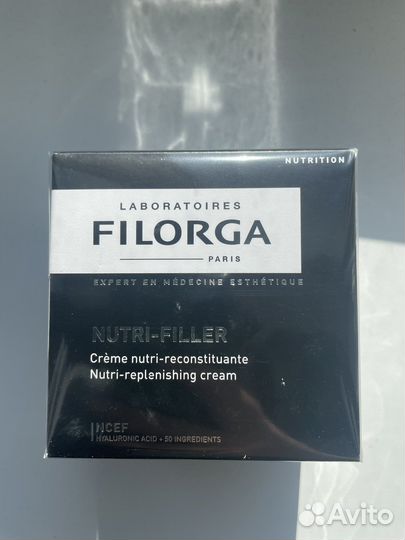 NUTRITION
LABORATOIRES
FILORGA
PARIS
EXPERT EN MÉDECINE ESTHÉTIQUE
NUTRI-FILLER
Crème nutri-reconstituante
Nutri-replenishing cream
NCEF
HYALURONIC ACID + 50 INGREDIENTS
Avito